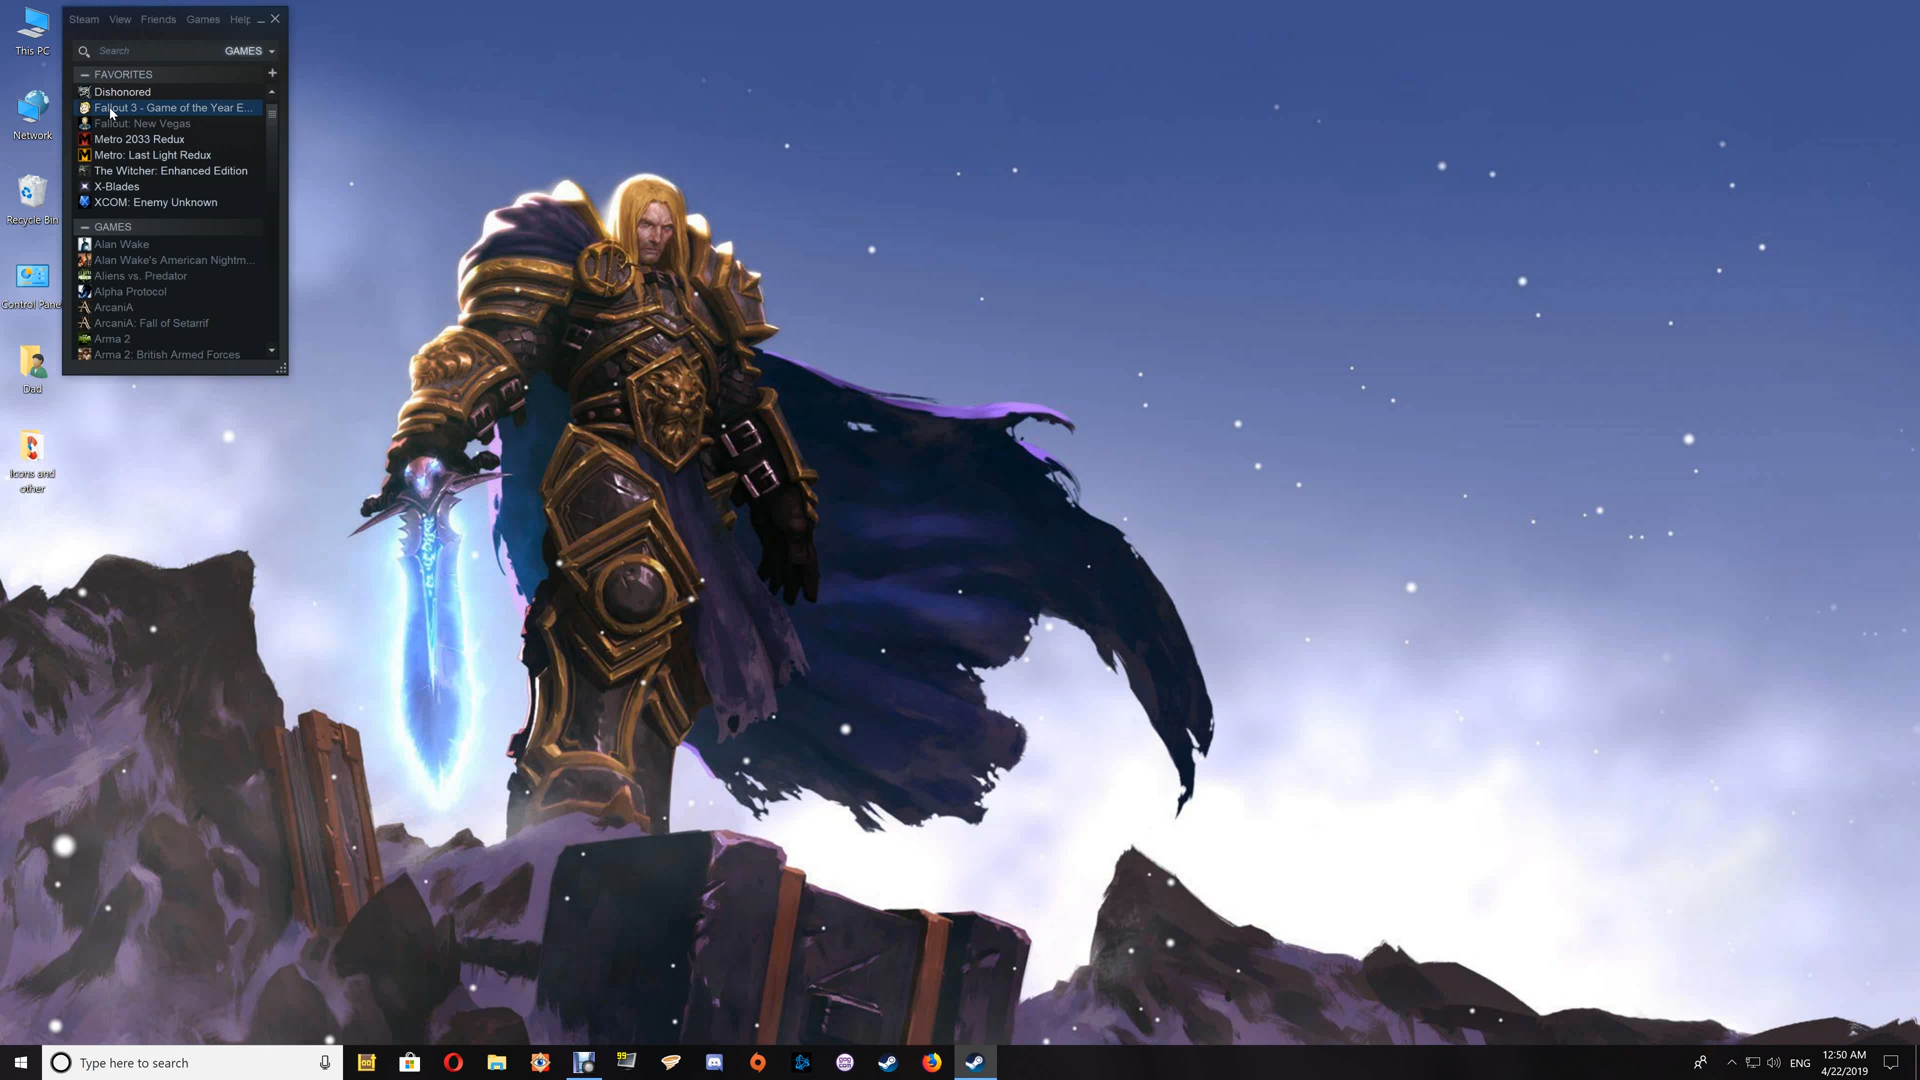 This PC
Network
Recycle Bin
Control Pane
Dad
Icons and
other
Steam View Friends Games Help
Search GAMES
FAVORITES
Dishonored
Fallout 3 - Game of the Year E...
Fallout: New Vegas
Metro 2033 Redux
Metro: Last Light Redux
The Witcher: Enhanced Edition
X-Blades
XCOM: Enemy Unknown
GAMES
Alan Wake
Alan Wake's American Nightm...
Aliens vs. Predator
Alpha Protocol
ArcaniA
ArcaniA: Fall of Setarrif
Arma 2
Arma 2: British Armed Forces
Type here to search
99
gog
com
ENG
12:50 AM
4/22/2019